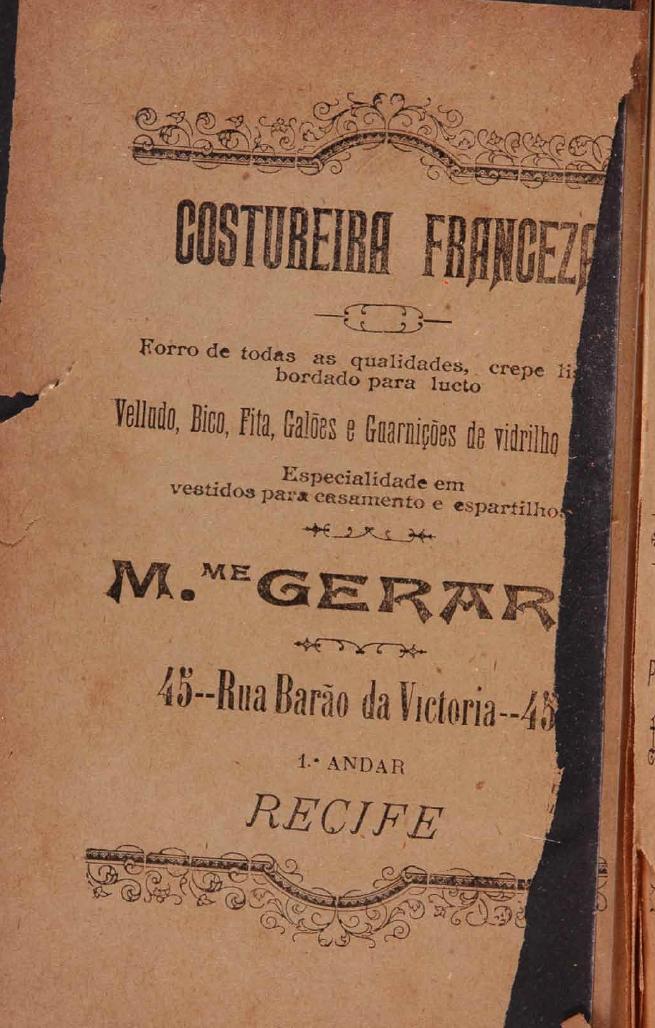 COSTUREIRA FRANCEZA
Forro de todas as qualidades, crepe
bordado para lucto
Velludo, Bico, Fita, Galões e Guarnições de vidrilho
Especialidade em
vestidos para casamento e espartilhos
M.ME GERAR
45--Rua Barão da Victoria--45
1.º ANDAR
RECIFE